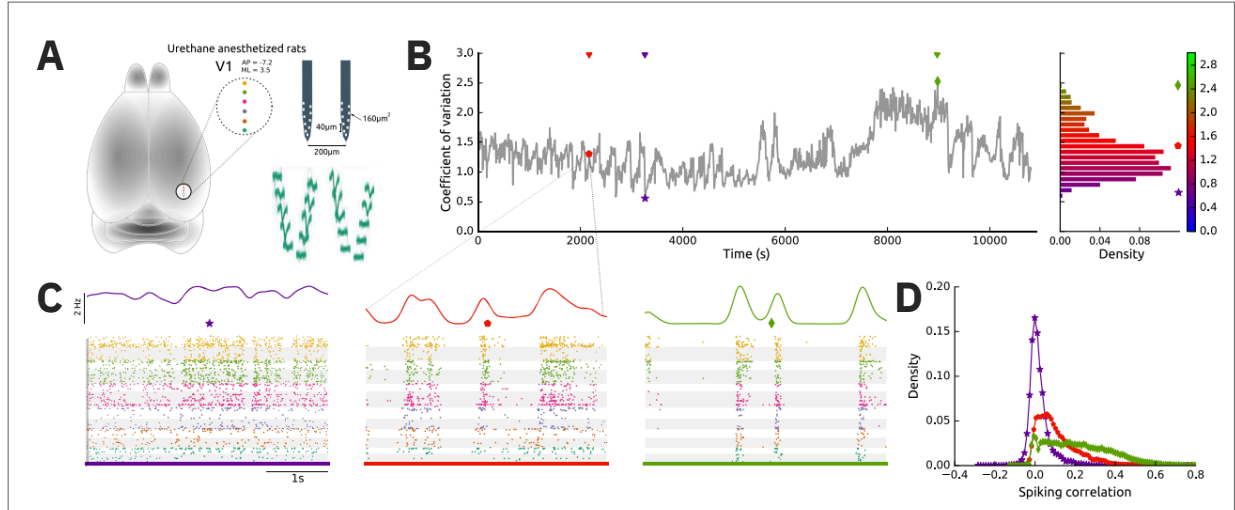 A
Urethane anesthetized rats
V1
AP = -7.2
ML = 3.5
40μm
160μm²
200μm
B
Coefficient of variation
3.0
2.5
2.0
1.5
1.0
0.5
0.0
0
2000
4000
6000
8000
10000
Time (s)
0.00
0.04
0.08
Density
2.8
2.4
2.0
1.6
1.2
0.8
0.4
0.0
C
2 Hz
1s
D
Density
0.20
0.15
0.10
0.05
0.00
−0.4
−0.2
0.0
0.2
0.4
0.6
0.8
Spiking correlation